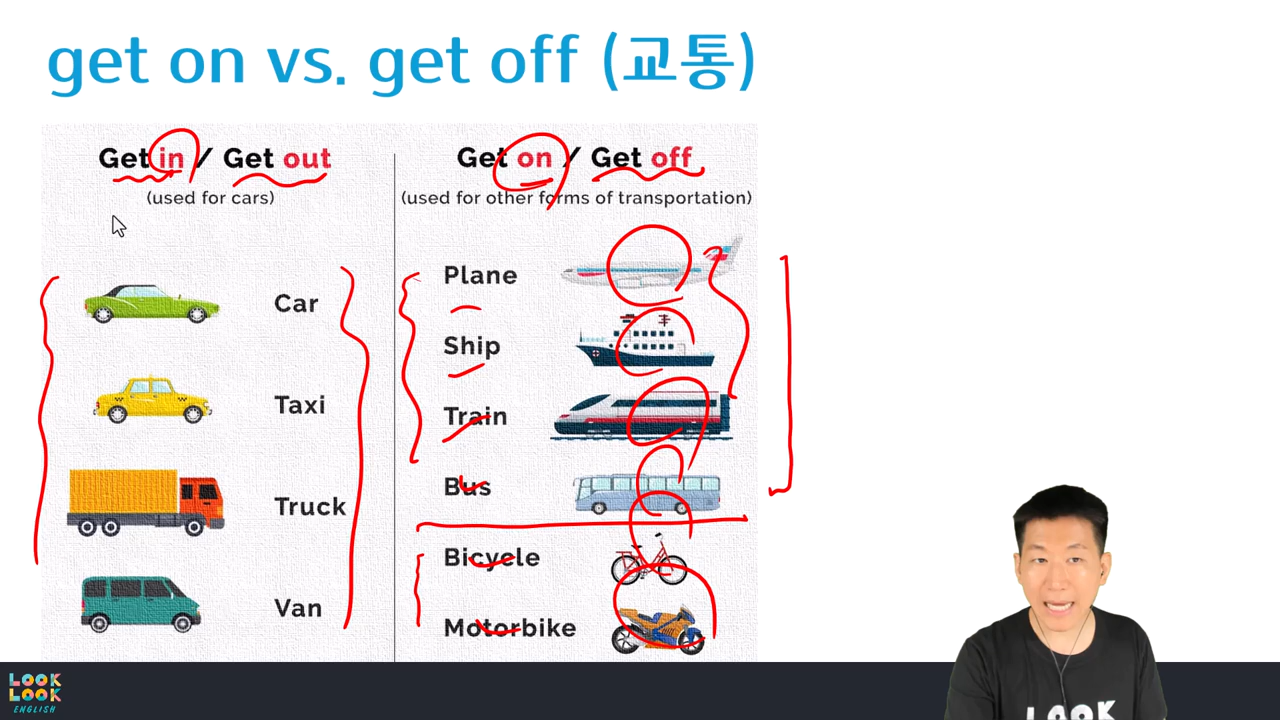 get on vs. get off (교통)
Get in / Get out
(used for cars)
Car
Taxi
Truck
Van
Get on / Get off
(used for other forms of transportation)
Plane
Ship
Train
Bus
Bicycle
Motorbike
LOOK
LOOK
ENGLISH
LOOK